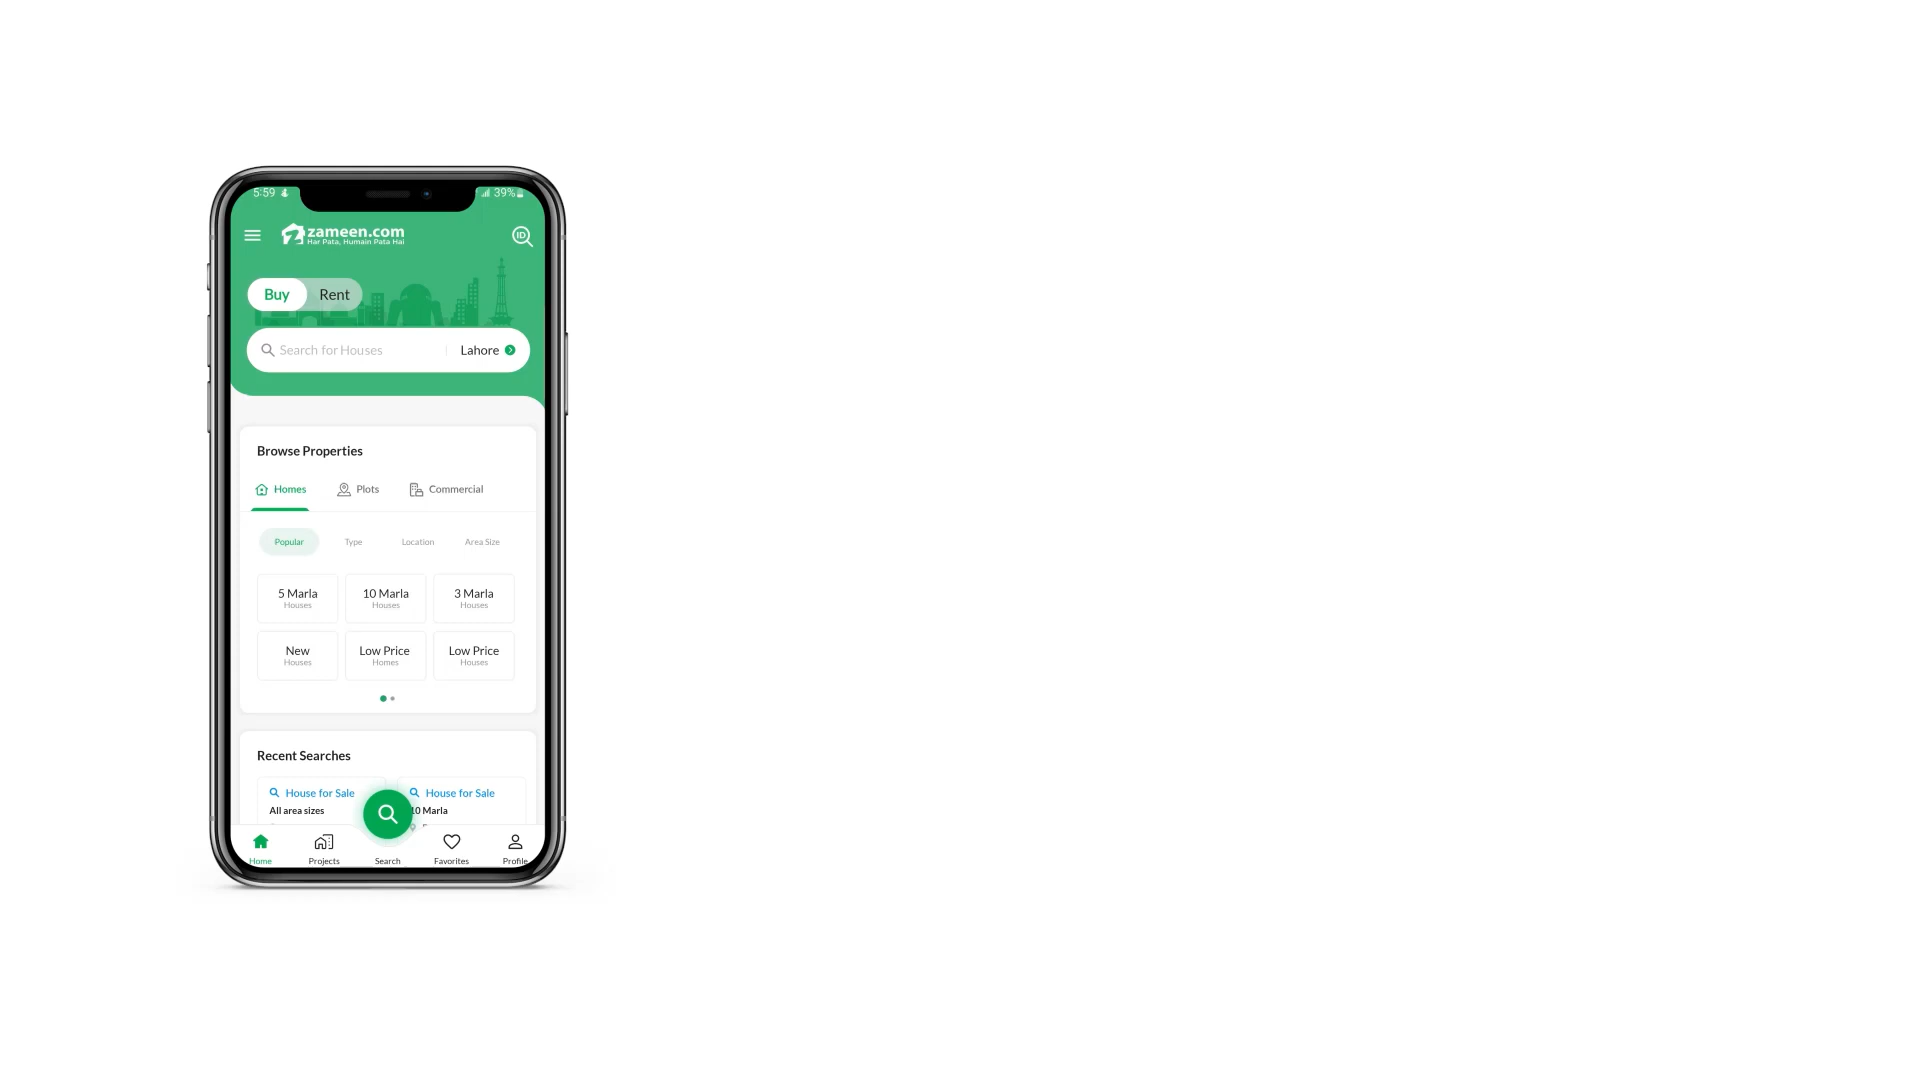 5:59
39%
zameen.com
Har Pata, Humain Pata Hai
ID
Buy Rent
Search for Houses Lahore
Browse Properties
Homes Plots Commercial
Popular Type Location Area Size
5 Marla 10 Marla 3 Marla
Houses Houses Houses
New Low Price Low Price
Houses Homes Houses
Recent Searches
House for Sale House for Sale
All area sizes 10 Marla
Home Projects Search Favorites Profile